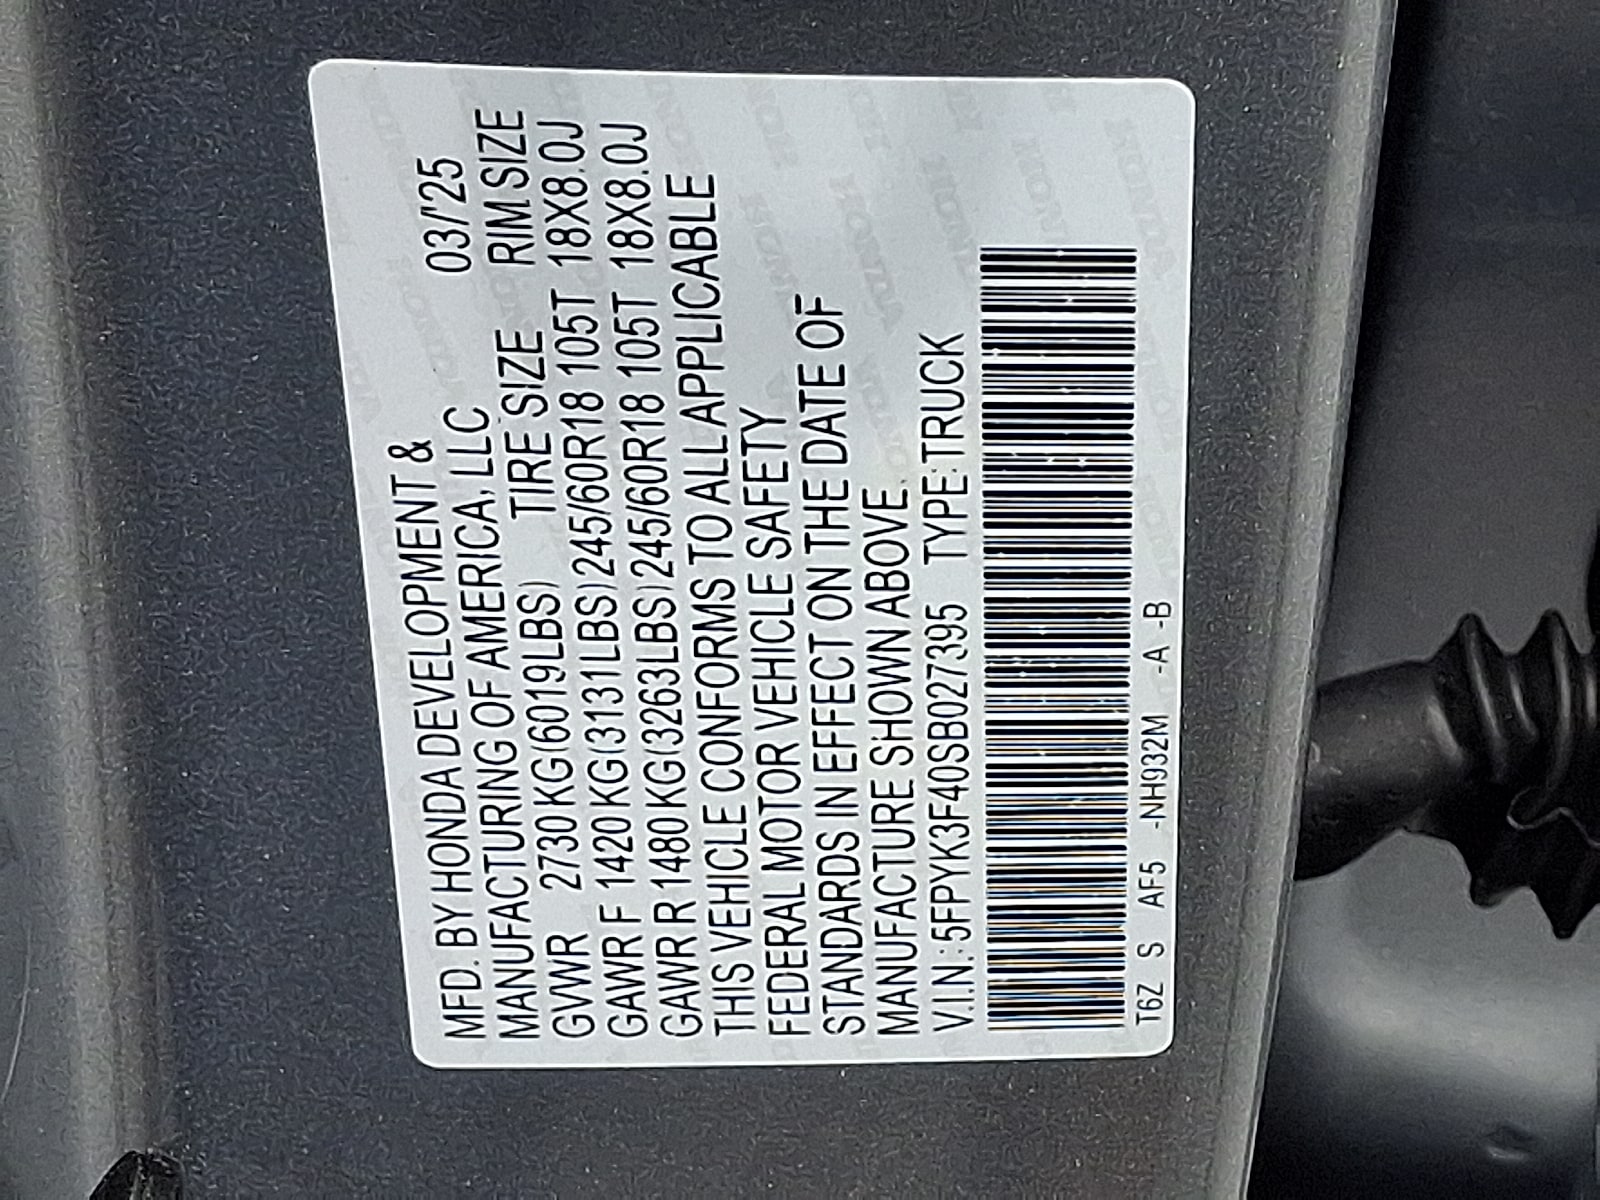 MFD. BY HONDA DEVELOPMENT & 03/'25
MANUFACTURING OF AMERICA, LLC RIM SIZE
GVWR 2730 KG(6019LBS) TIRE SIZE
GAWR F 1420 KG(3131LBS) 245/60R18 105T 18X8.0J
GAWR R 1480 KG(3263LBS) 245/60R18 105T 18X8.0J
THIS VEHICLE CONFORMS TO ALL APPLICABLE
FEDERAL MOTOR VEHICLE SAFETY
STANDARDS IN EFFECT ON THE DATE OF
MANUFACTURE SHOWN ABOVE.
V.I.N.: 5FPYK3F40SB027395 TYPE:TRUCK
T6Z S AF5 -NH932M -A -B